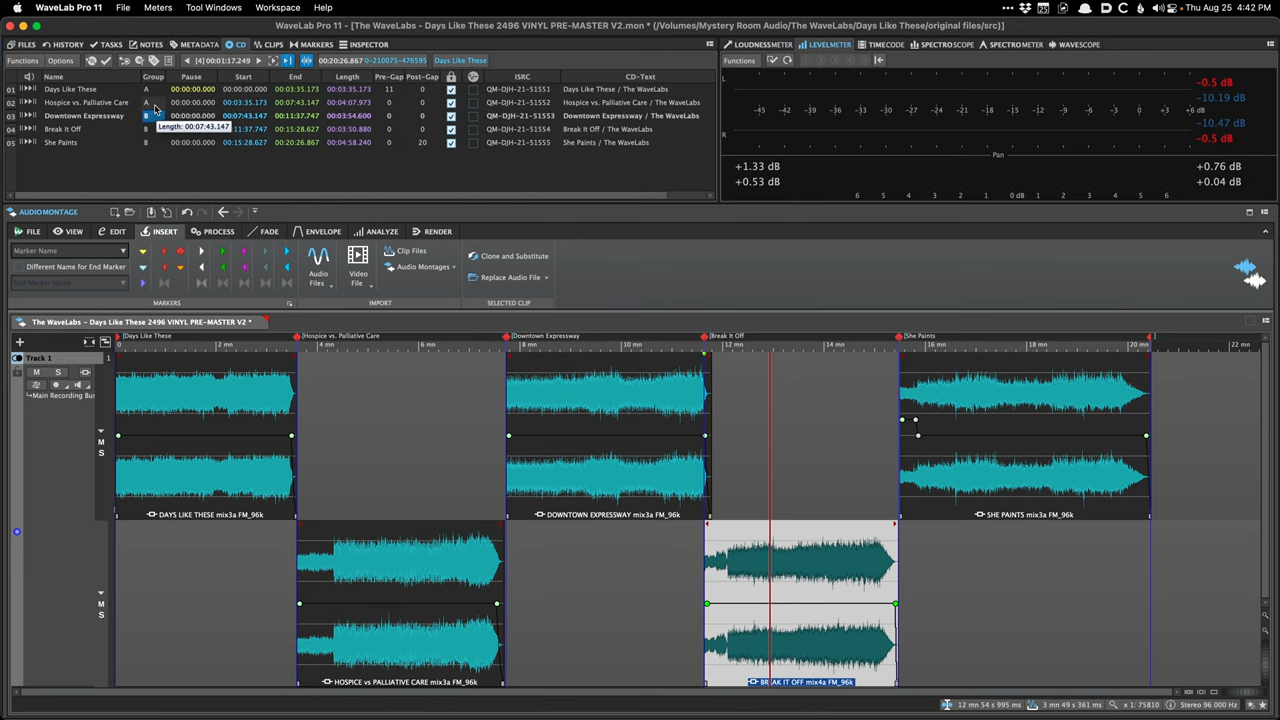 WaveLab Pro 11 File Meters Tool Windows Workspace Help Thu Aug 25 4:42 PM
WaveLab Pro 11 - [The WaveLabs - Days Like These 2496 VINYL PRE-MASTER V2.mon * (/Volumes/Mystery Room Audio/The WaveLabs/Days Like These/original files/src)]
FILES HISTORY TASKS NOTES METADATA CD CLIPS MARKERS INSPECTOR
LOUDNESSMETER LEVELMETER TIMECODE SPECTROSCOPE SPECTROMETER WAVESCOPE
Functions Options [4] 00:01:17.249 00:20:26.867 0-210075-476595 Days Like These
Functions
Name Group Pause Start End Length Pre-Gap Post-Gap ISRC CD-Text
01 Days Like These A 00:00:00.000 00:00:00.000 00:03:35.173 00:03:35.173 11 QM-DJH-21-51551 Days Like These / The WaveLabs
02 Hospice vs. Palliative Care A 00:00:00.000 00:03:35.173 00:07:43.147 00:04:07.973 0 QM-DJH-21-51552 Hospice vs. Palliative Care / The WaveLabs
03 Downtown Expressway B 00:00:00.000 00:07:43.147 00:11:37.747 00:03:54.600 0 QM-DJH-21-51553 Downtown Expressway / The WaveLabs
Length: 00:07:43.147
04 Break It Off B 00:11:37.747 00:15:28.627 00:03:50.880 0 QM-DJH-21-51554 Break It Off / The WaveLabs
05 She Paints B 00:00:00.000 00:15:28.627 00:20:26.867 00:04:58.240 0 20 QM-DJH-21-51555 She Paints / The WaveLabs
L -0.5 dB
-10.19 dB
-45 -42 -39 -36 -33 -30 -27 -24 -21 -18 -15 -12 -9 -6 -3
-10.47 dB
R -0.5 dB
Pan
+1.33 dB +0.76 dB
+0.53 dB +0.04 dB
-6 -5 -4 -3 -2 -1 0 dB 1 2 3 4 5 6
AUDIO MONTAGE
FILE VIEW EDIT INSERT PROCESS FADE ENVELOPE ANALYZE RENDER
Marker Name
Different Name for End Marker
End Marker Name
Audio Files
Video File
Clip Files
Audio Montages
Clone and Substitute
Replace Audio File
MARKERS IMPORT SELECTED CLIP
The WaveLabs - Days Like These 2496 VINYL PRE-MASTER V2 *
Days Like These Hospice vs. Palliative Care Downtown Expressway Break It Off She Paints
2 mn 4 mn 6 mn 8 mn 10 mn 12 mn 14 mn 16 mn 18 mn 20 mn 22 mn
Track 1 1
M S
Main Recording Bus
M
S
DAYS LIKE THESE mix3a FM_96k
DOWNTOWN EXPRESSWAY mix3a FM_96k
SHE PAINTS mix3a FM_96k
M
S
HOSPICE vs PALLIATIVE CARE mix3a FM_96k
BREAK IT OFF mix4a FM_96k
12 mn 54 s 995 ms 3 mn 49 s 361 ms x 1: 75810 Stereo 96 000 Hz